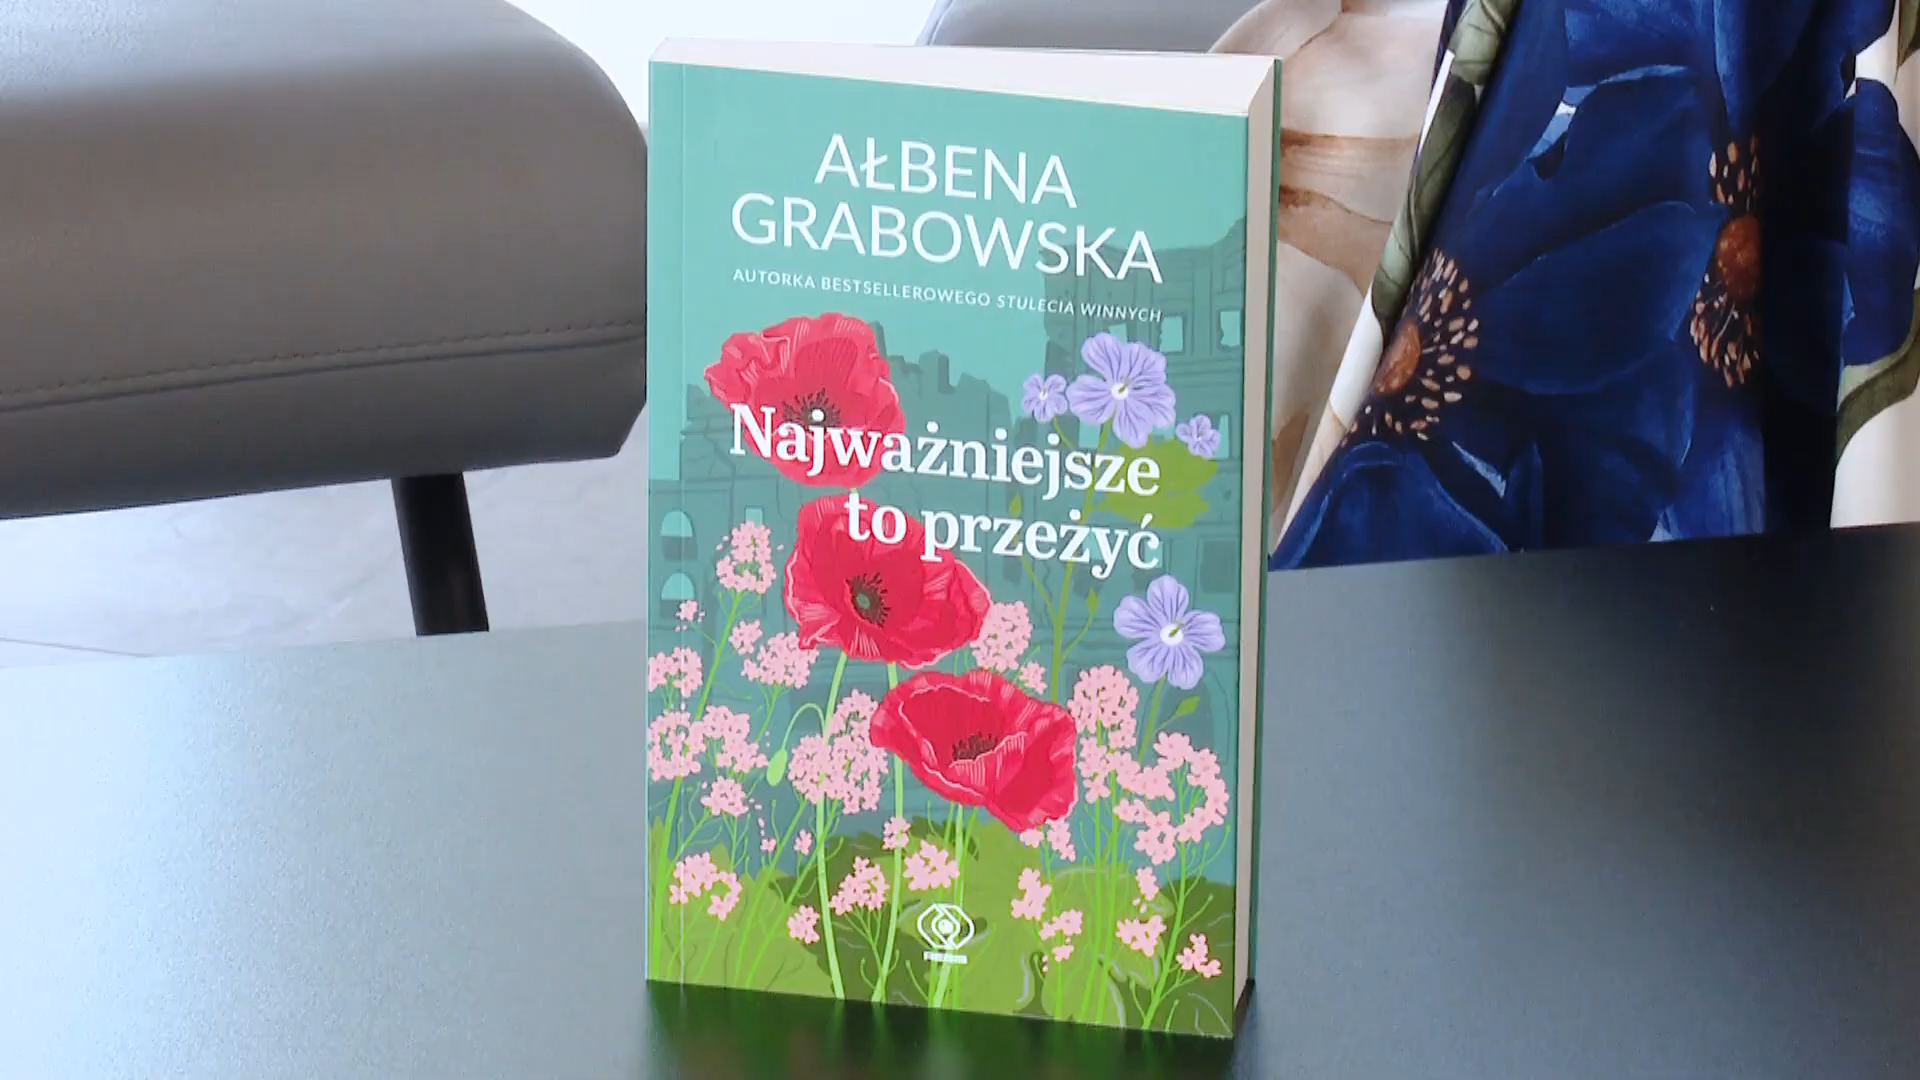 AŁBENA
GRABOWSKA
AUTORKA BESTSELLEROWEGO STULECIA WINNYCH
Najważniejsze
to przeżyć